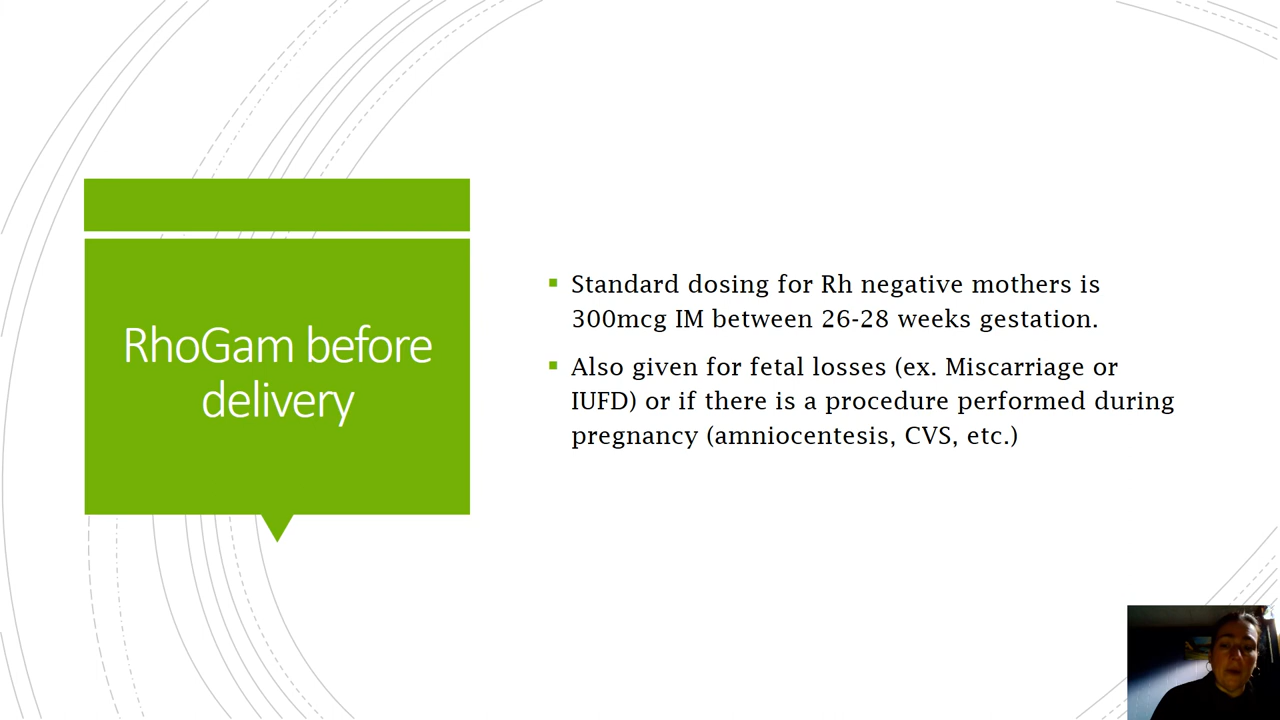 RhoGam before
delivery
Standard dosing for Rh negative mothers is
300mcg IM between 26-28 weeks gestation.
Also given for fetal losses (ex. Miscarriage or
IUFD) or if there is a procedure performed during
pregnancy (amniocentesis, CVS, etc.)